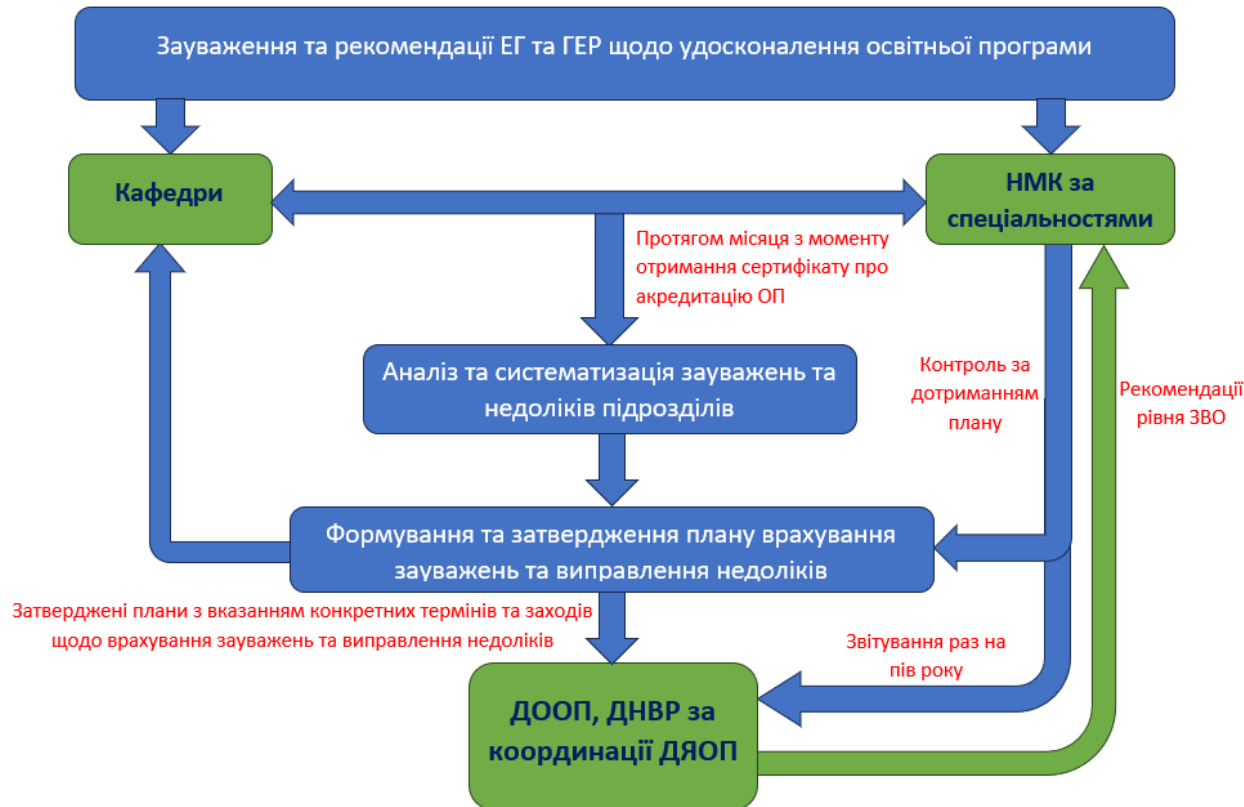 Зауваження та рекомендації ЕГ та ГЕР щодо удосконалення освітньої програми
Кафедри
НМК за
спеціальностями
Протягом місяця з моменту
отримання сертифікату про
акредитацію ОП
Аналіз та систематизація зауважень та
недоліків підрозділів
Контроль за
дотриманням
плану
Рекомендації
рівня ЗВО
Формування та затвердження плану врахування
зауважень та виправлення недоліків
Затверджені плани з вказанням конкретних термінів та заходів
щодо врахування зауважень та виправлення недоліків
Звітування раз на
пів року
ДООП, ДНВР за
координації ДЯОП